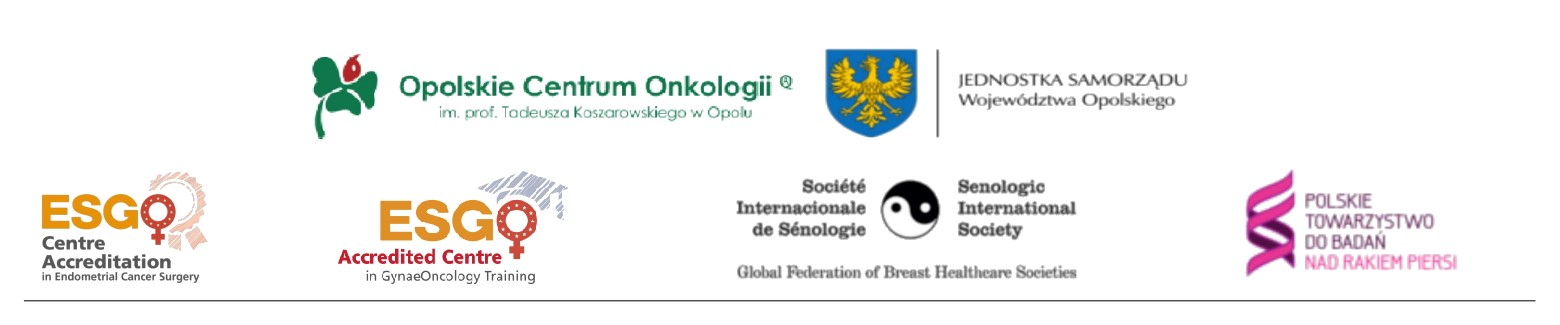 Opolskie Centrum Onkologii ®
im. prof. Tadeusza Koszarowskiego w Opolu
JEDNOSTKA SAMORZĄDU
Województwa Opolskiego
ESGO
Centre
Accreditation
in Endometrial Cancer Surgery
ESGO
Accredited Centre
in GynaeOncology Training
Société
Internacionale
de Sénologie
Senologic
International
Society
Global Federation of Breast Healthcare Societies
POLSKIE
TOWARZYSTWO
DO BADAŃ
NAD RAKIEM PIERSI